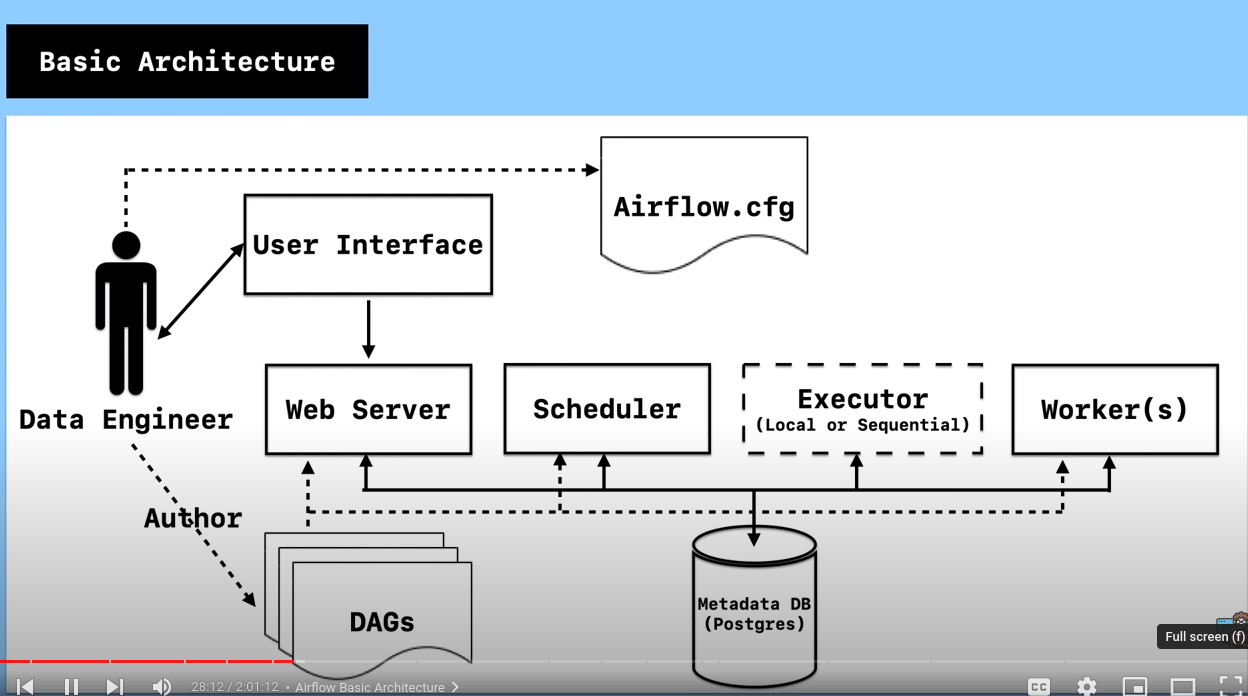 Basic Architecture
Airflow.cfg
User Interface
Data Engineer
Web Server
Scheduler
Executor
(Local or Sequential)
Worker(s)
Author
DAGs
Metadata DB
(Postgres)
Full screen (f)
28:12 / 2:01:12 • Airflow Basic Architecture
CC